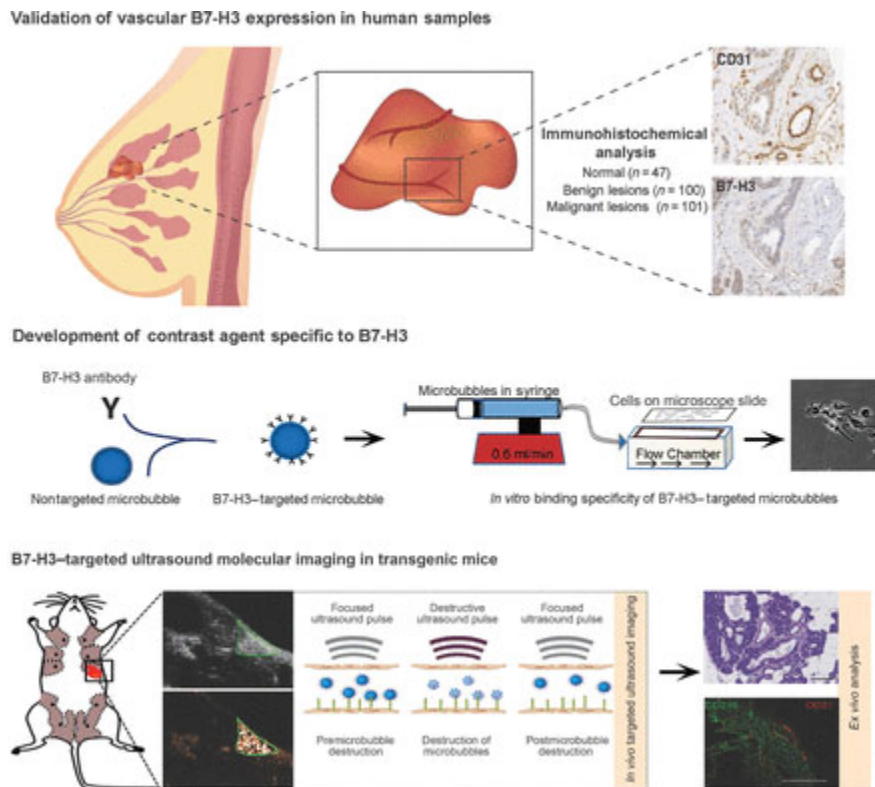 Validation of vascular B7-H3 expression in human samples
CD31
Immunohistochemical
analysis
Normal (n = 47)
Benign lesions (n = 100)
Malignant lesions (n = 101)
B7-H3
Development of contrast agent specific to B7-H3
B7-H3 antibody
Microbubbles in syringe
Cells on microscope slide
0.6 ml/min
Flow Chamber
Nontargeted microbubble
B7-H3–targeted microbubble
In vitro binding specificity of B7-H3– targeted microbubbles
B7-H3–targeted ultrasound molecular imaging in transgenic mice
Focused
ultrasound pulse
Destructive
ultrasound pulse
Focused
ultrasound pulse
Premicrobubble
destruction
Destruction of
microbubbles
Postmicrobubble
destruction
In vivo targeted ultrasound imaging
Ex vivo analysis